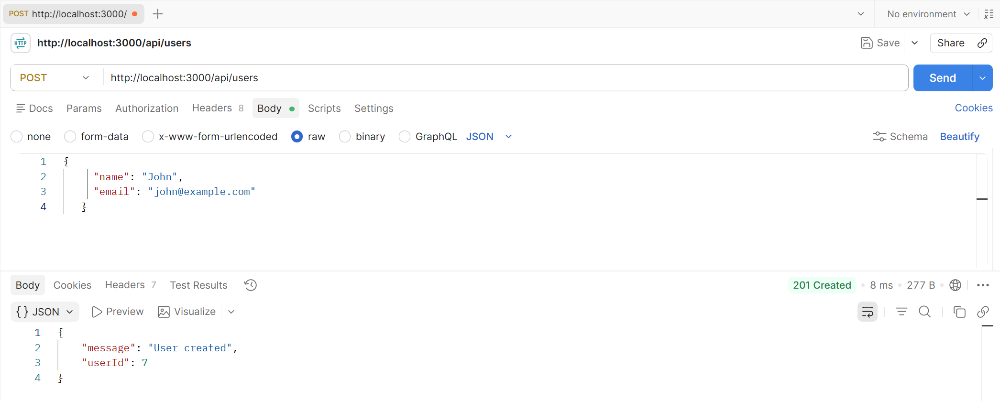 POST http://localhost:3000/ No environment
HTTP http://localhost:3000/api/users Save Share
POST http://localhost:3000/api/users Send
Docs Params Authorization Headers 8 Body Scripts Settings Cookies
none form-data x-www-form-urlencoded raw binary GraphQL JSON Schema Beautify
1 {
2 "name": "John",
3 "email": "john@example.com"
4 }
Body Cookies Headers 7 Test Results 201 Created 8 ms 277 B
{} JSON Preview Visualize
1 {
2 "message": "User created",
3 "userId": 7
4 }